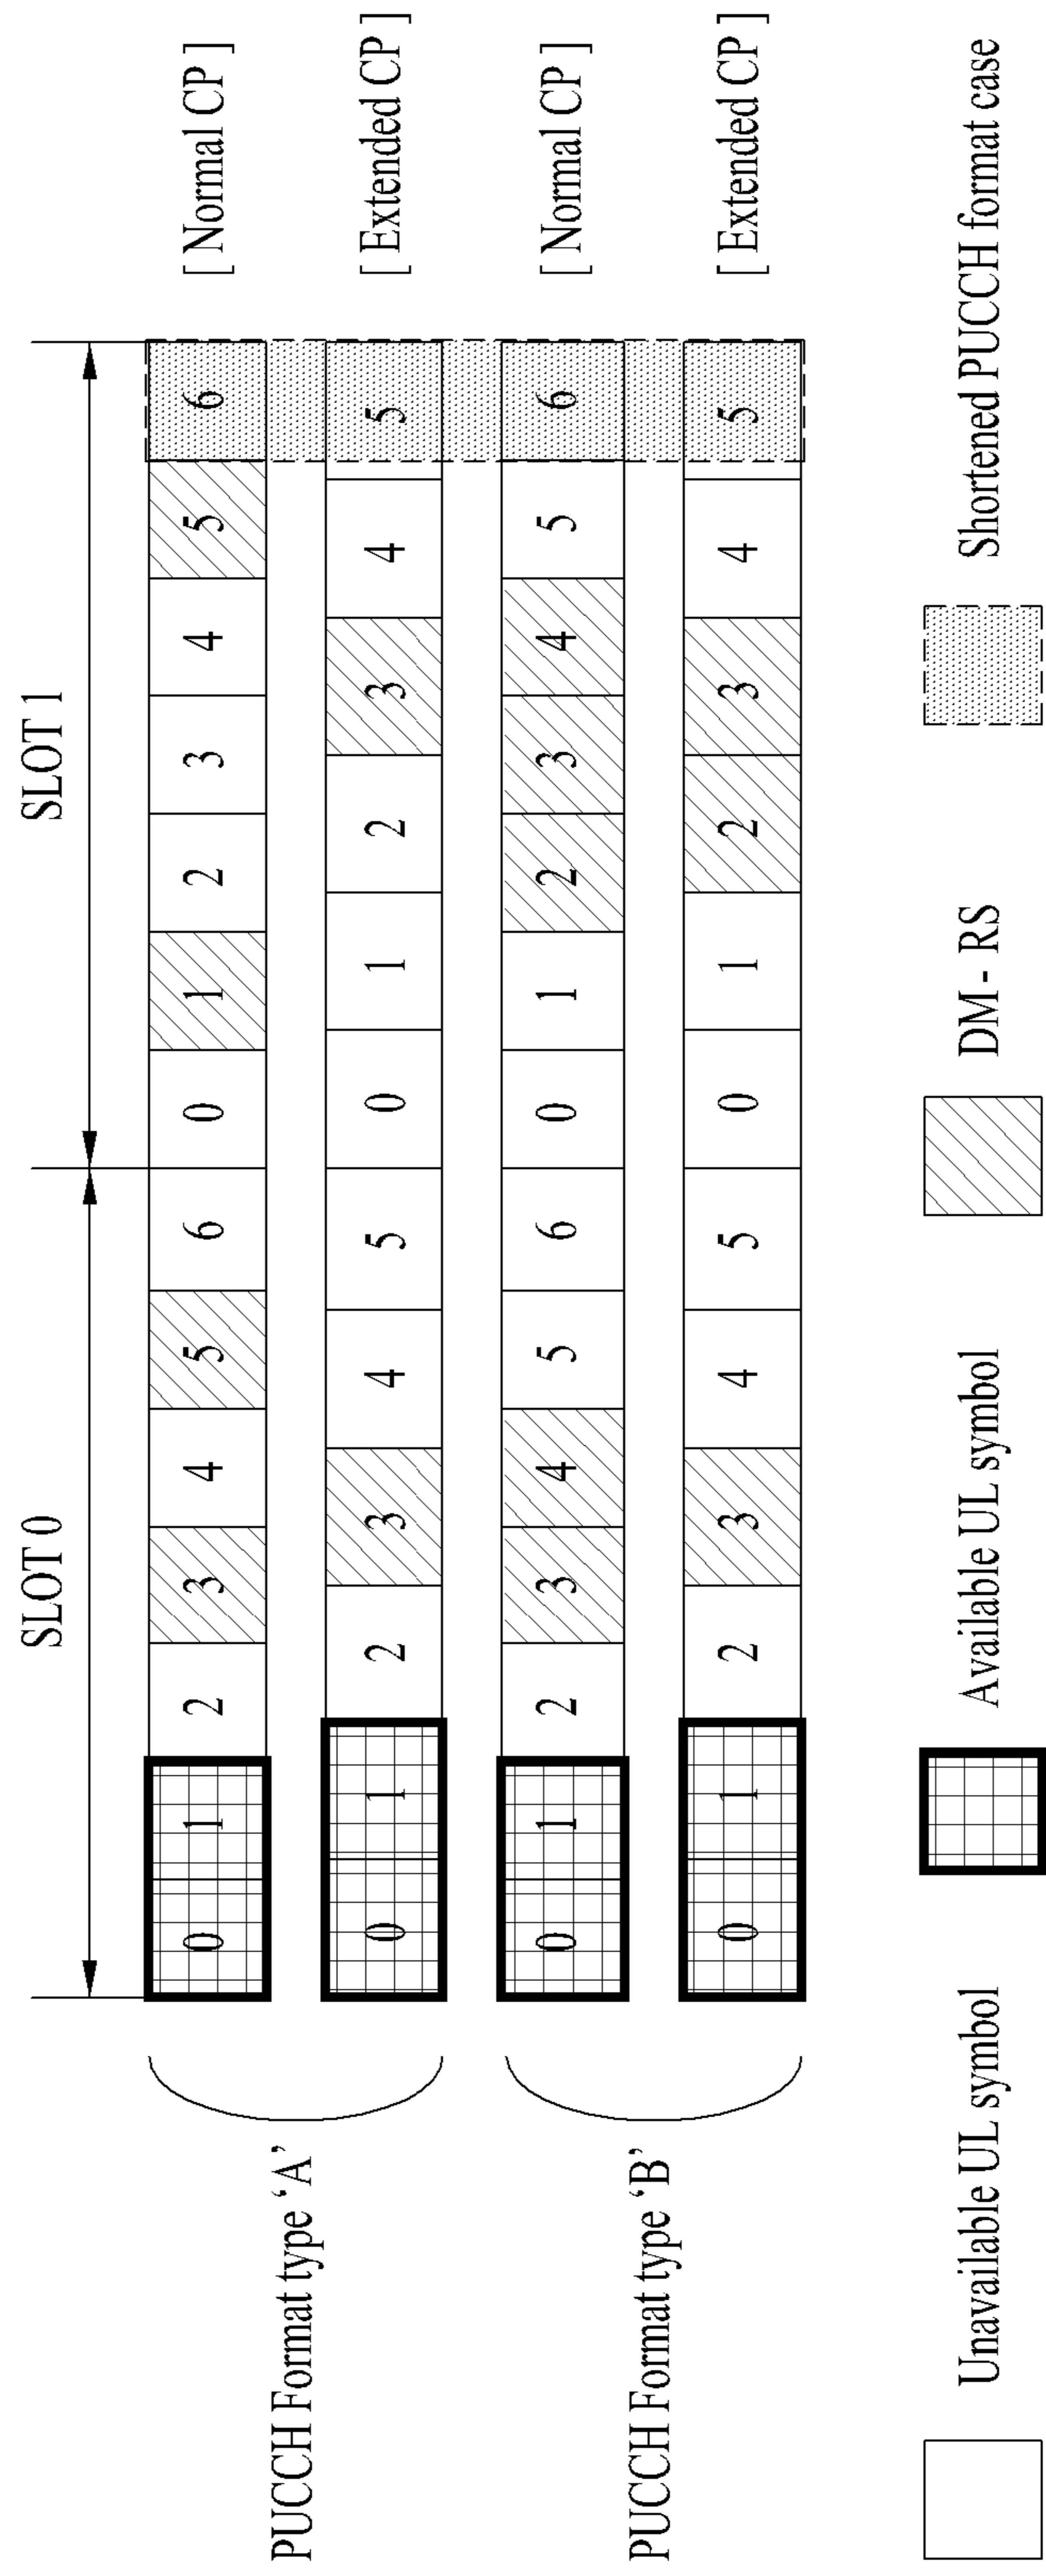 SLOT 0 SLOT 1
0 1 2 3 4 5 6 0 1 2 3 4 5 6 [ Normal CP ]
PUCCH Format type ‘A’
0 1 2 3 4 5 0 1 2 3 4 5 [ Extended CP ]
0 1 2 3 4 5 6 0 1 2 3 4 5 6 [ Normal CP ]
PUCCH Format type ‘B’
0 1 2 3 4 5 0 1 2 3 4 5 [ Extended CP ]
Unavailable UL symbol Available UL symbol DM - RS Shortened PUCCH format case